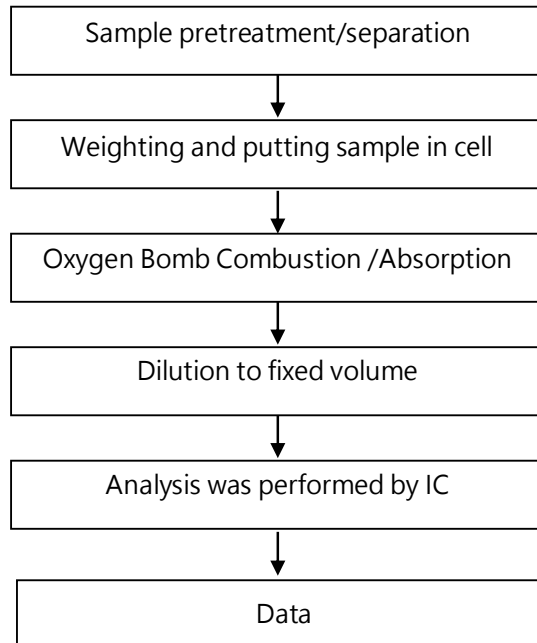 Sample pretreatment/separation
Weighting and putting sample in cell
Oxygen Bomb Combustion /Absorption
Dilution to fixed volume
Analysis was performed by IC
Data